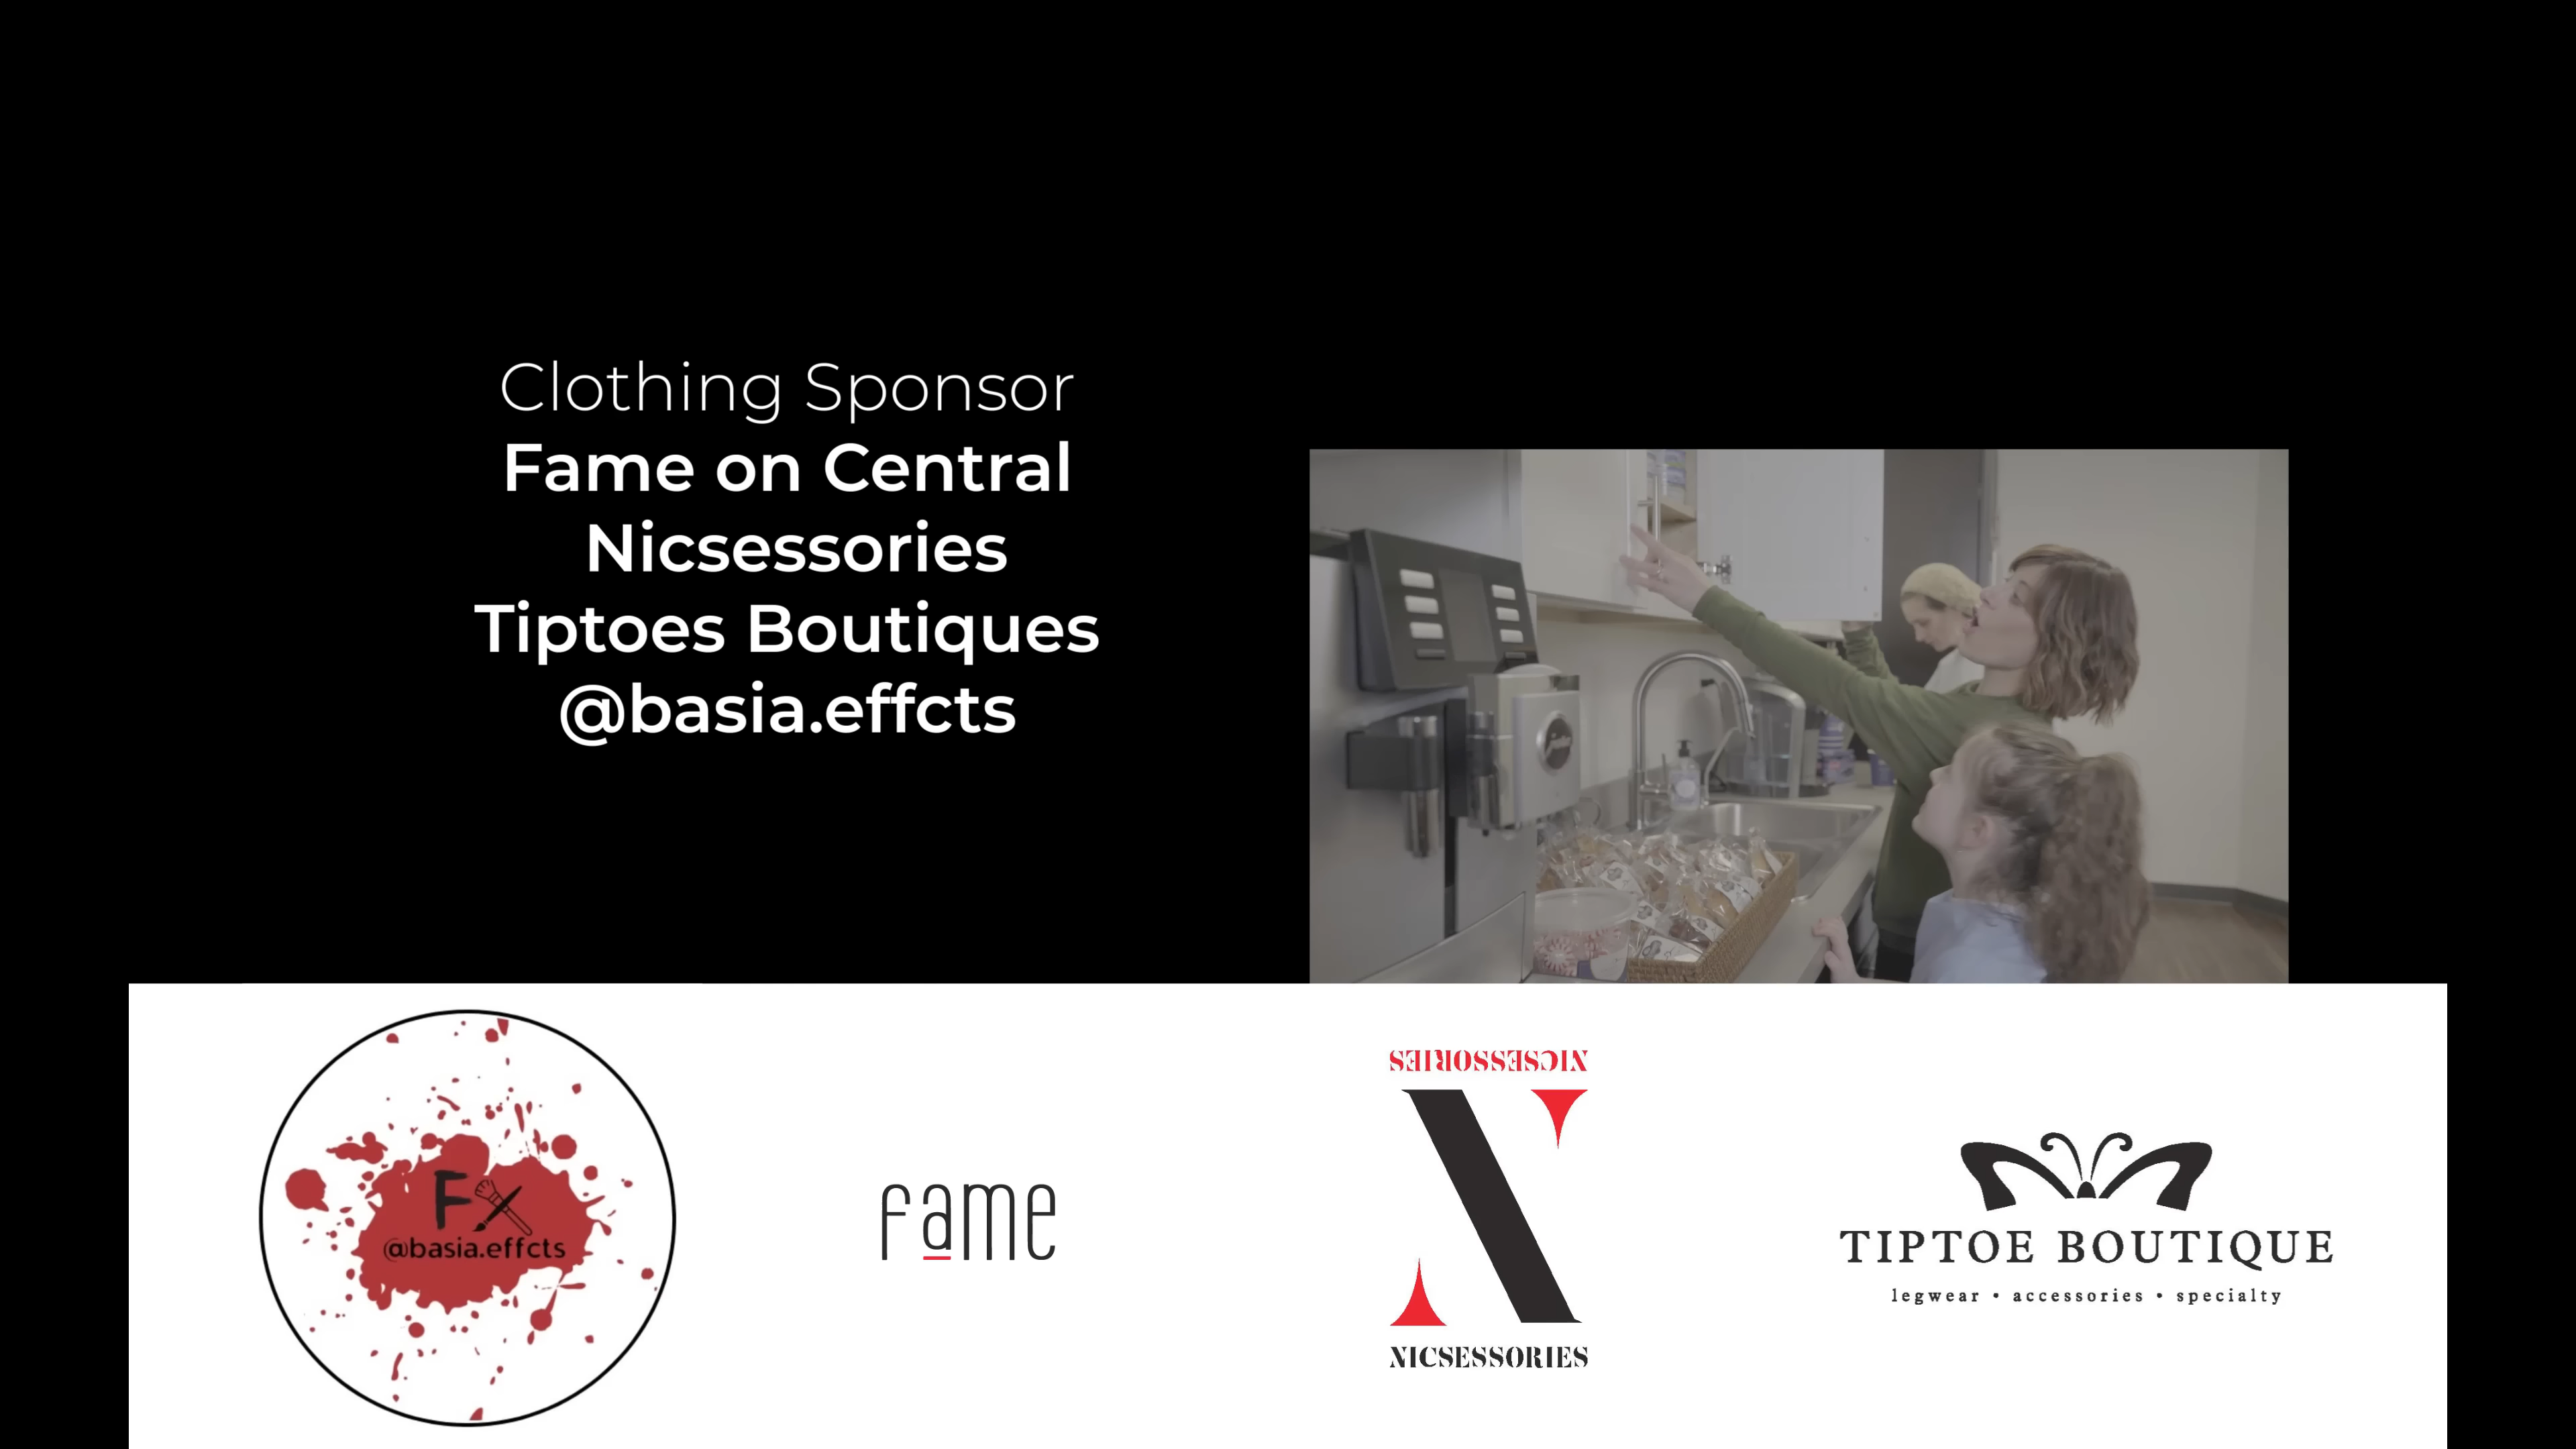 Clothing Sponsor
Fame on Central
Nicsessories
Tiptoes Boutiques
@basia.effcts
FX
@basia.effcts
fame
NICSESSORIES
NICSESSORIES
TIPTOE BOUTIQUE
legwear • accessories • specialty